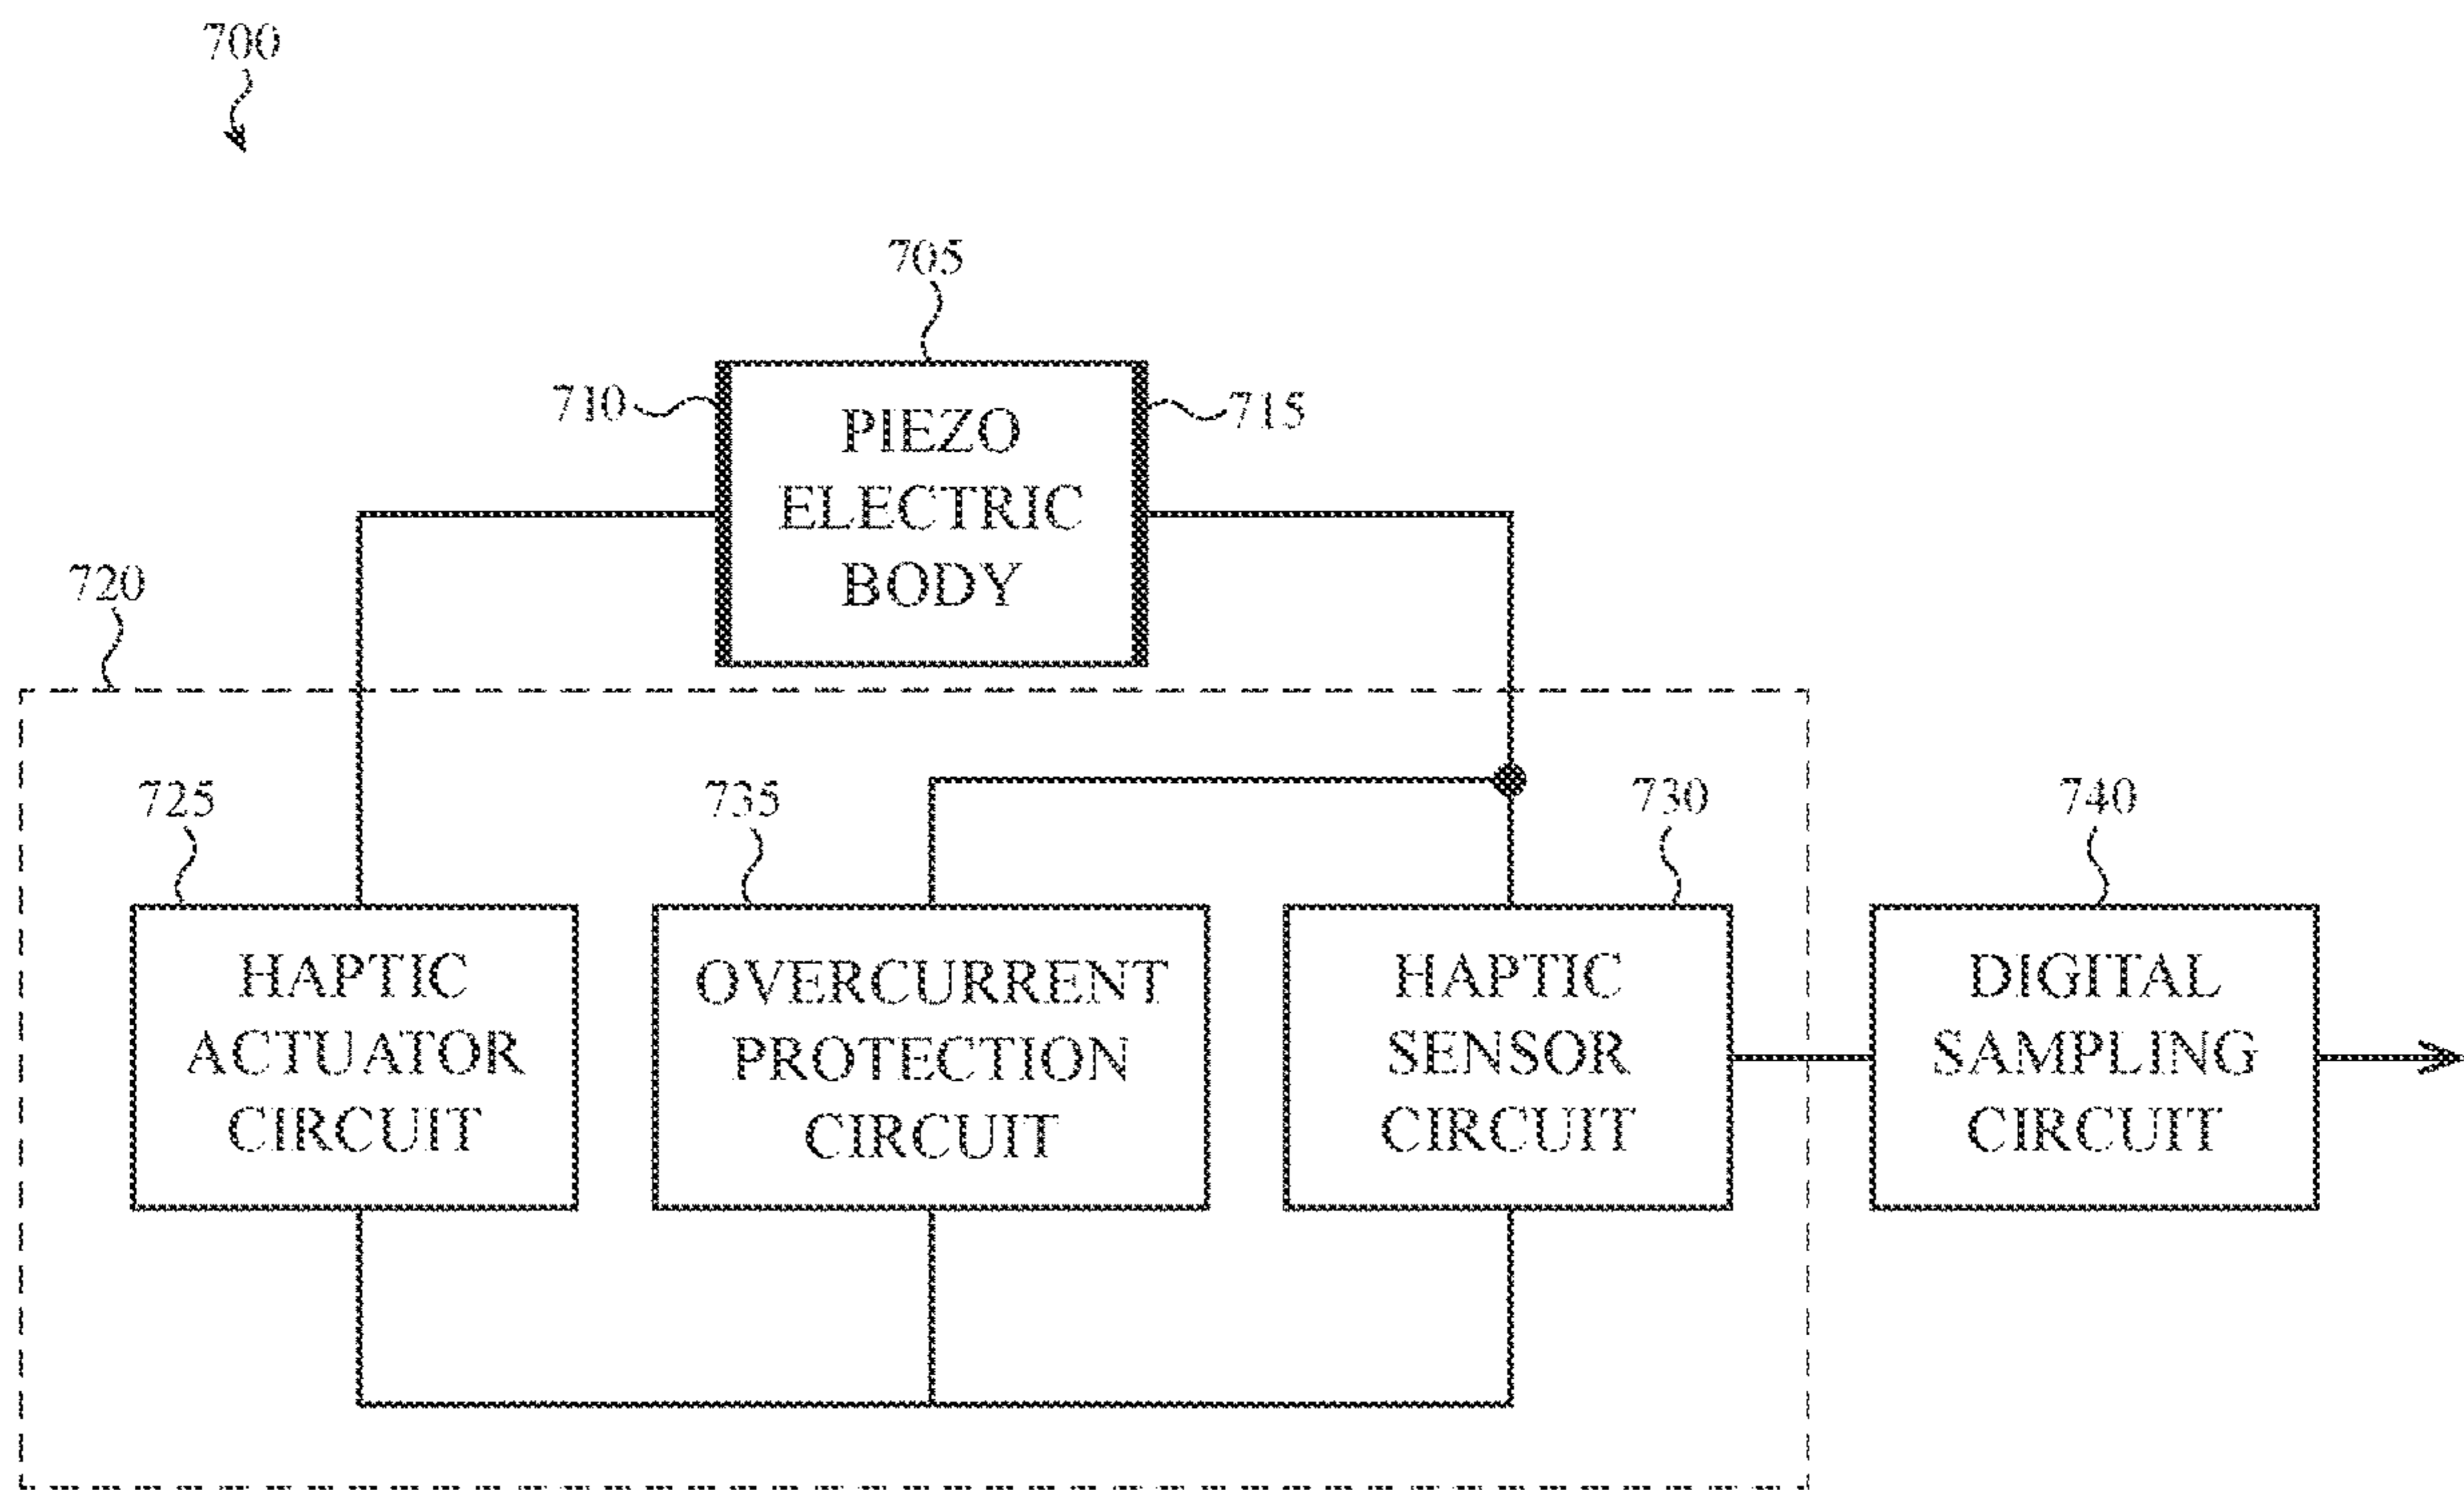 700
705
710
PIEZO
ELECTRIC
BODY
715
720
725
735
730
740
HAPTIC
ACTUATOR
CIRCUIT
OVERCURRENT
PROTECTION
CIRCUIT
HAPTIC
SENSOR
CIRCUIT
DIGITAL
SAMPLING
CIRCUIT